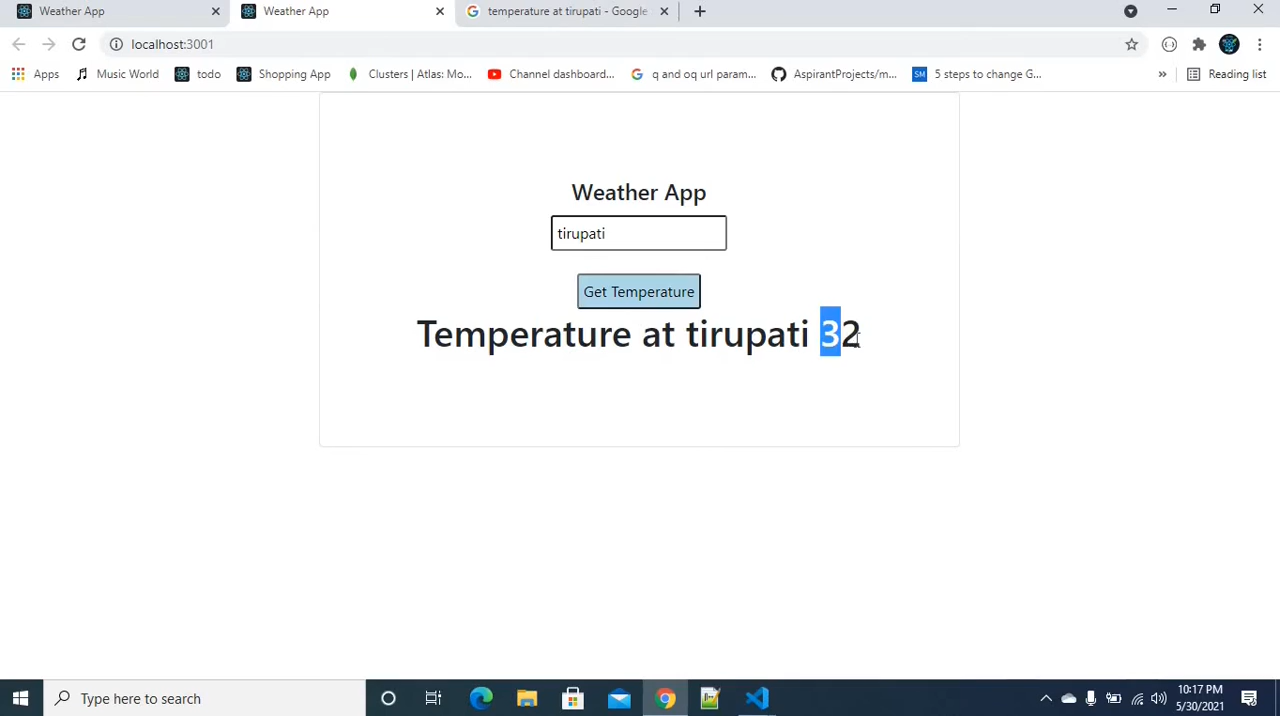 Weather App
Weather App
temperature at tirupati - Google
localhost:3001
Apps
Music World
todo
Shopping App
Clusters | Atlas: Mo...
Channel dashboard...
q and oq url param...
AspirantProjects/m...
SM
5 steps to change G...
»
Reading list
Weather App
tirupati
Get Temperature
Temperature at tirupati 32
Type here to search
10:17 PM
5/30/2021